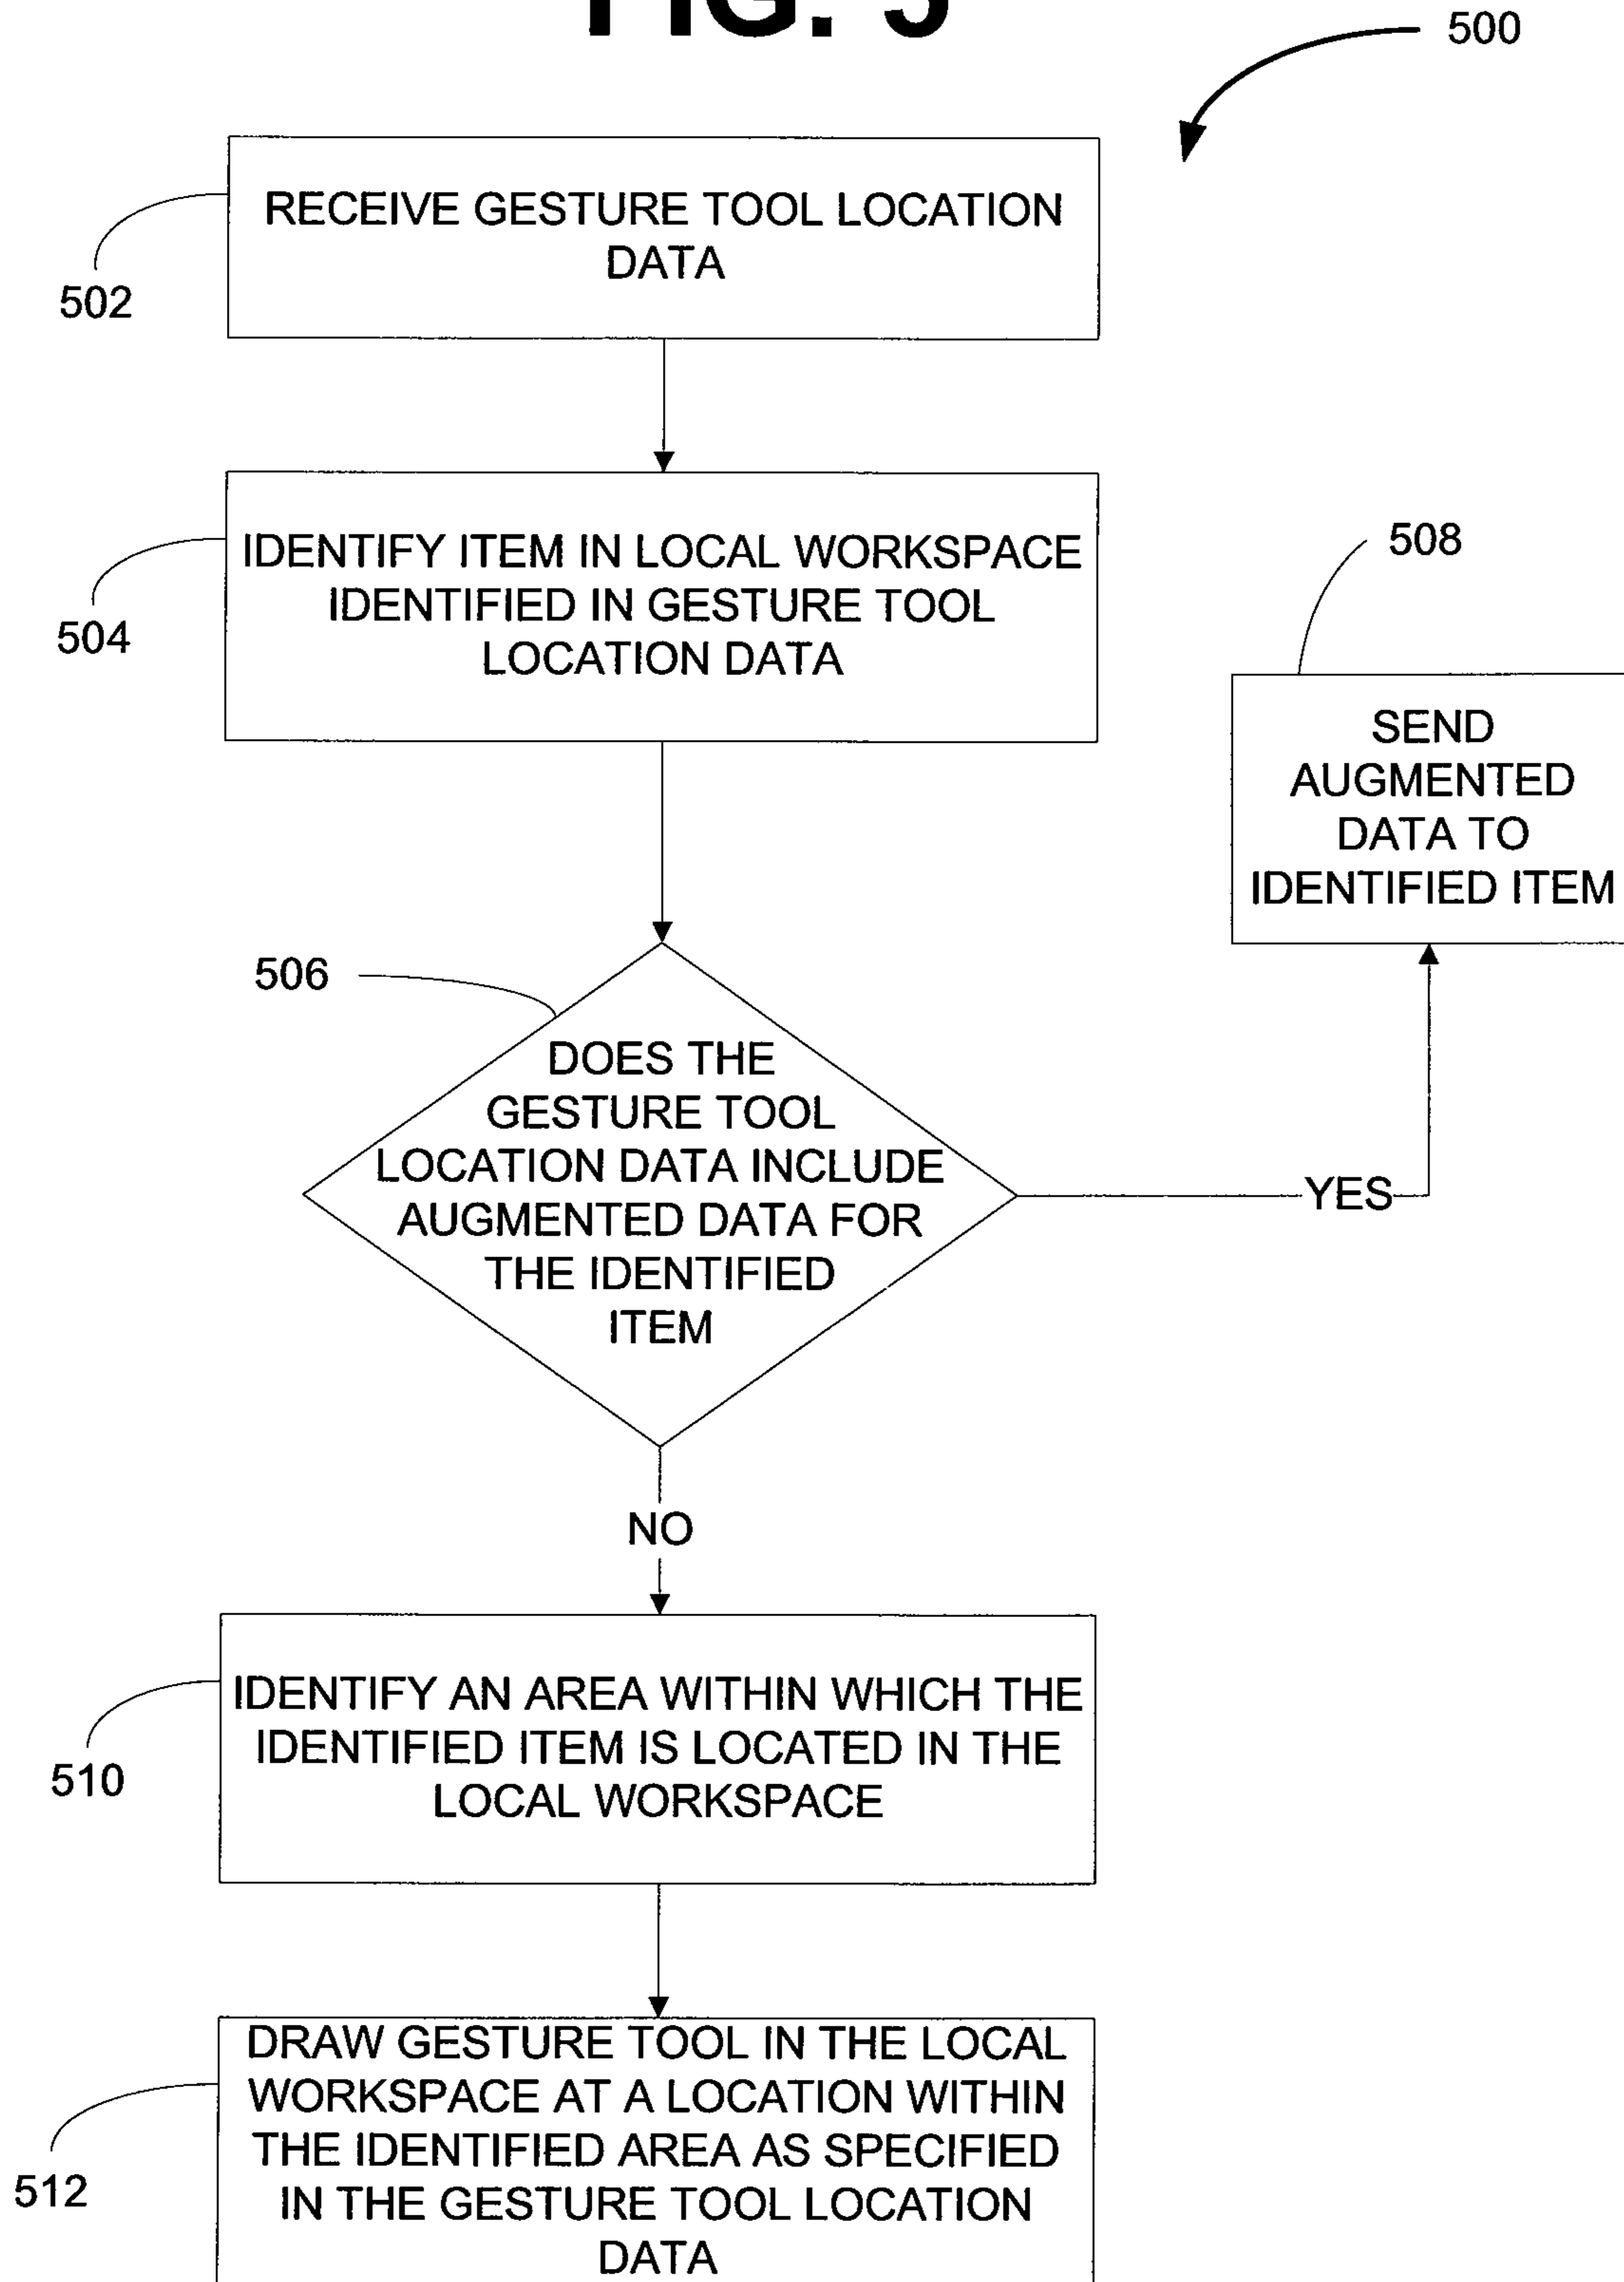 FIG. 5
500
RECEIVE GESTURE TOOL LOCATION
DATA
502
IDENTIFY ITEM IN LOCAL WORKSPACE
IDENTIFIED IN GESTURE TOOL
LOCATION DATA
504
508
SEND
AUGMENTED
DATA TO
IDENTIFIED ITEM
506
DOES THE
GESTURE TOOL
LOCATION DATA INCLUDE
AUGMENTED DATA FOR
THE IDENTIFIED
ITEM
YES
NO
IDENTIFY AN AREA WITHIN WHICH THE
IDENTIFIED ITEM IS LOCATED IN THE
LOCAL WORKSPACE
510
DRAW GESTURE TOOL IN THE LOCAL
WORKSPACE AT A LOCATION WITHIN
THE IDENTIFIED AREA AS SPECIFIED
IN THE GESTURE TOOL LOCATION
DATA
512